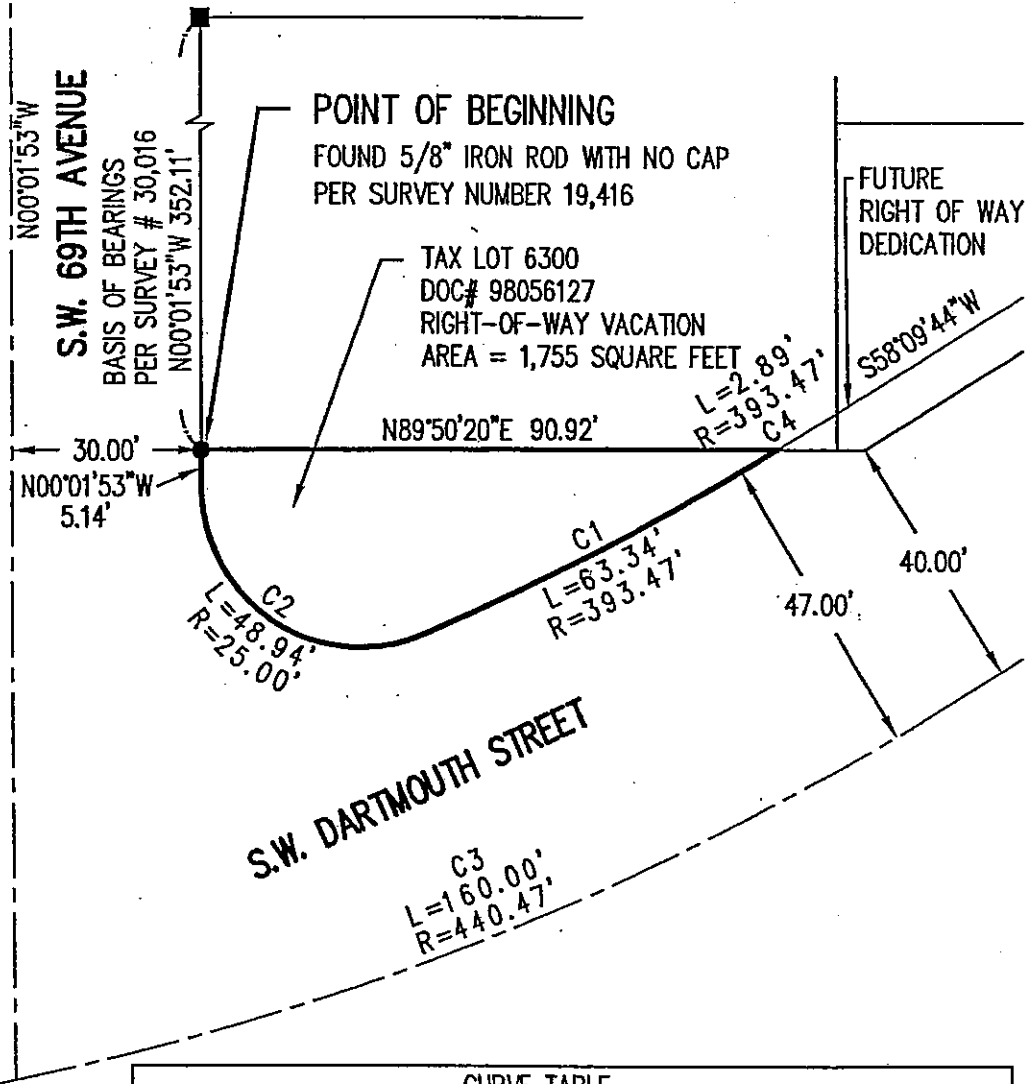 N00°01'53"W
S.W. 69TH AVENUE
BASIS OF BEARINGS
PER SURVEY # 30,016
N00°01'53"W 352.11'
POINT OF BEGINNING
FOUND 5/8" IRON ROD WITH NO CAP
PER SURVEY NUMBER 19,416
FUTURE
RIGHT OF WAY
DEDICATION
TAX LOT 6300
DOC# 98056127
RIGHT-OF-WAY VACATION
AREA = 1,755 SQUARE FEET
S58°09'44"W
L=2.89'
R=393.47'
C4
N89°50'20"E 90.92'
30.00'
N00°01'53"W
5.14'
C1
L=63.34'
R=393.47'
C2
L=48.94'
R=25.00'
40.00'
47.00'
S.W. DARTMOUTH STREET
C3
L=160.00'
R=440.47'
CURVE TABLE